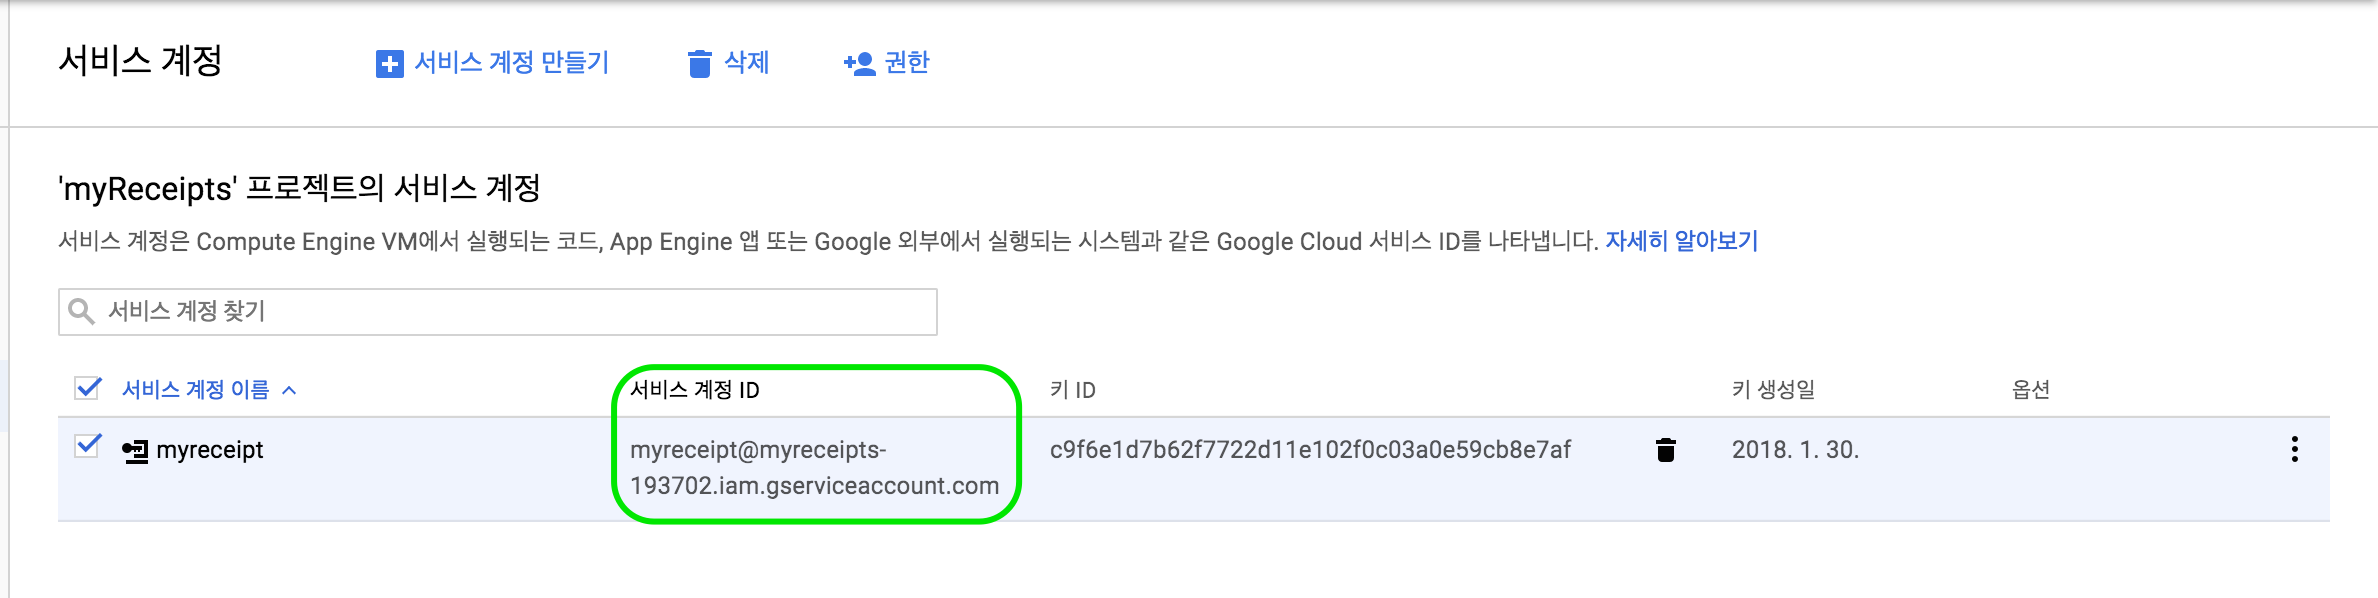 서비스 계정 서비스 계정 만들기 삭제 권한
'myReceipts' 프로젝트의 서비스 계정
서비스 계정은 Compute Engine VM에서 실행되는 코드, App Engine 앱 또는 Google 외부에서 실행되는 시스템과 같은 Google Cloud 서비스 ID를 나타냅니다. 자세히 알아보기
서비스 계정 찾기
서비스 계정 이름 서비스 계정 ID 키 ID 키 생성일 옵션
myreceipt myreceipt@myreceipts- c9f6e1d7b62f7722d11e102f0c03a0e59cb8e7af 2018. 1. 30.
193702.iam.gserviceaccount.com